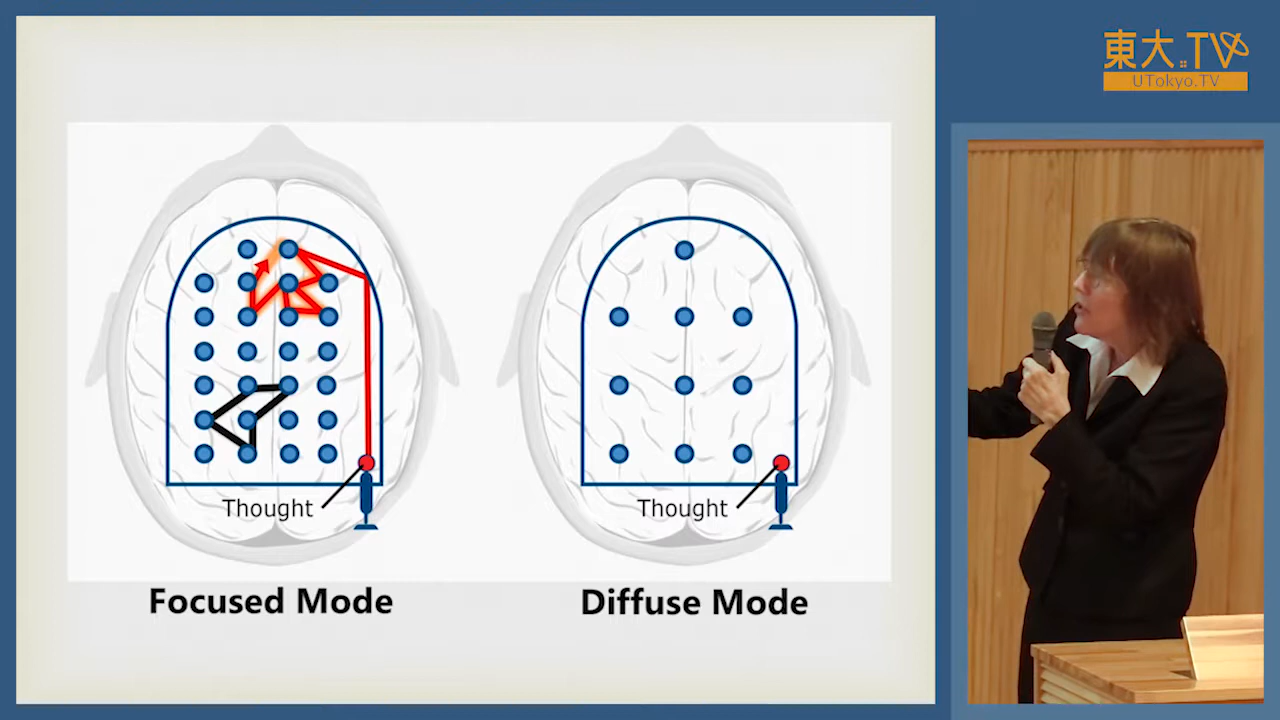 東大.TV
UTokyo.TV
Thought
Thought
Focused Mode
Diffuse Mode